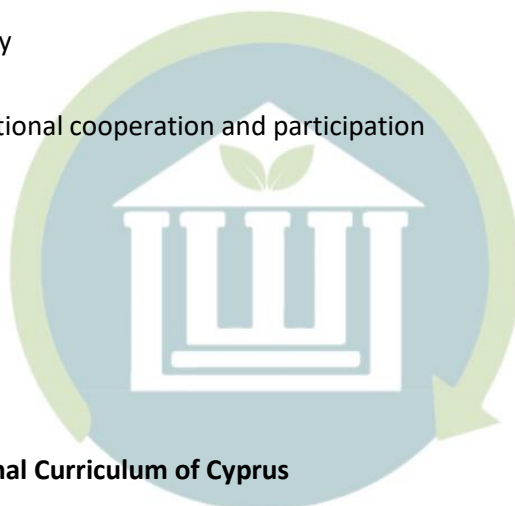 y
tional cooperation and participation
nal Curriculum of Cyprus